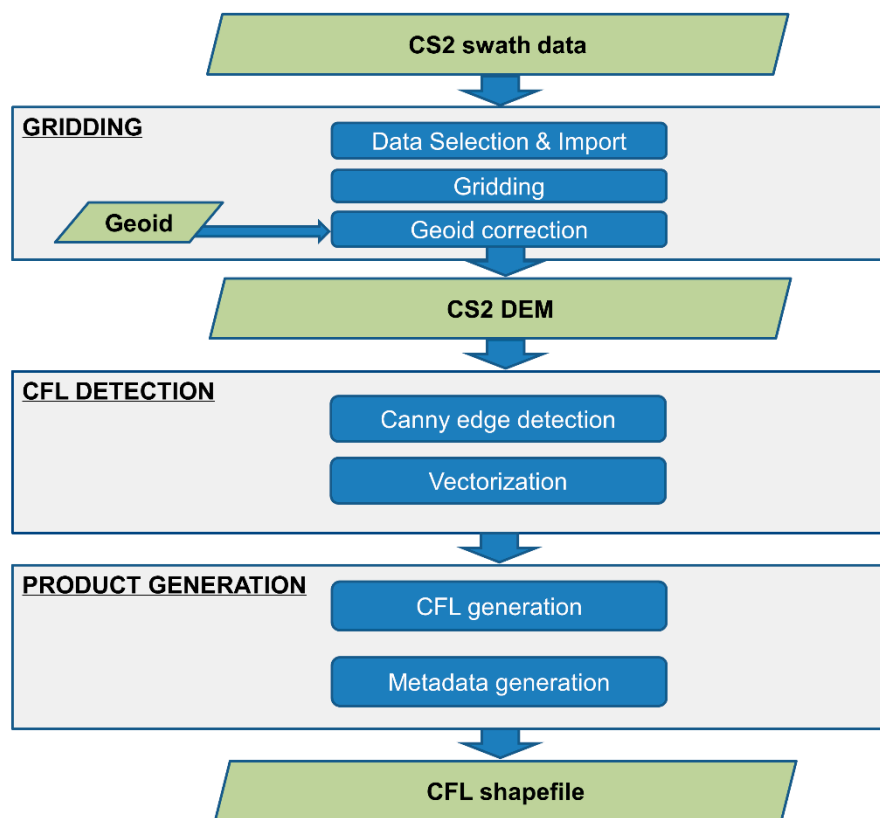 CS2 swath data
GRIDDING
Data Selection & Import
Gridding
Geoid
Geoid correction
CS2 DEM
CFL DETECTION
Canny edge detection
Vectorization
PRODUCT GENERATION
CFL generation
Metadata generation
CFL shapefile